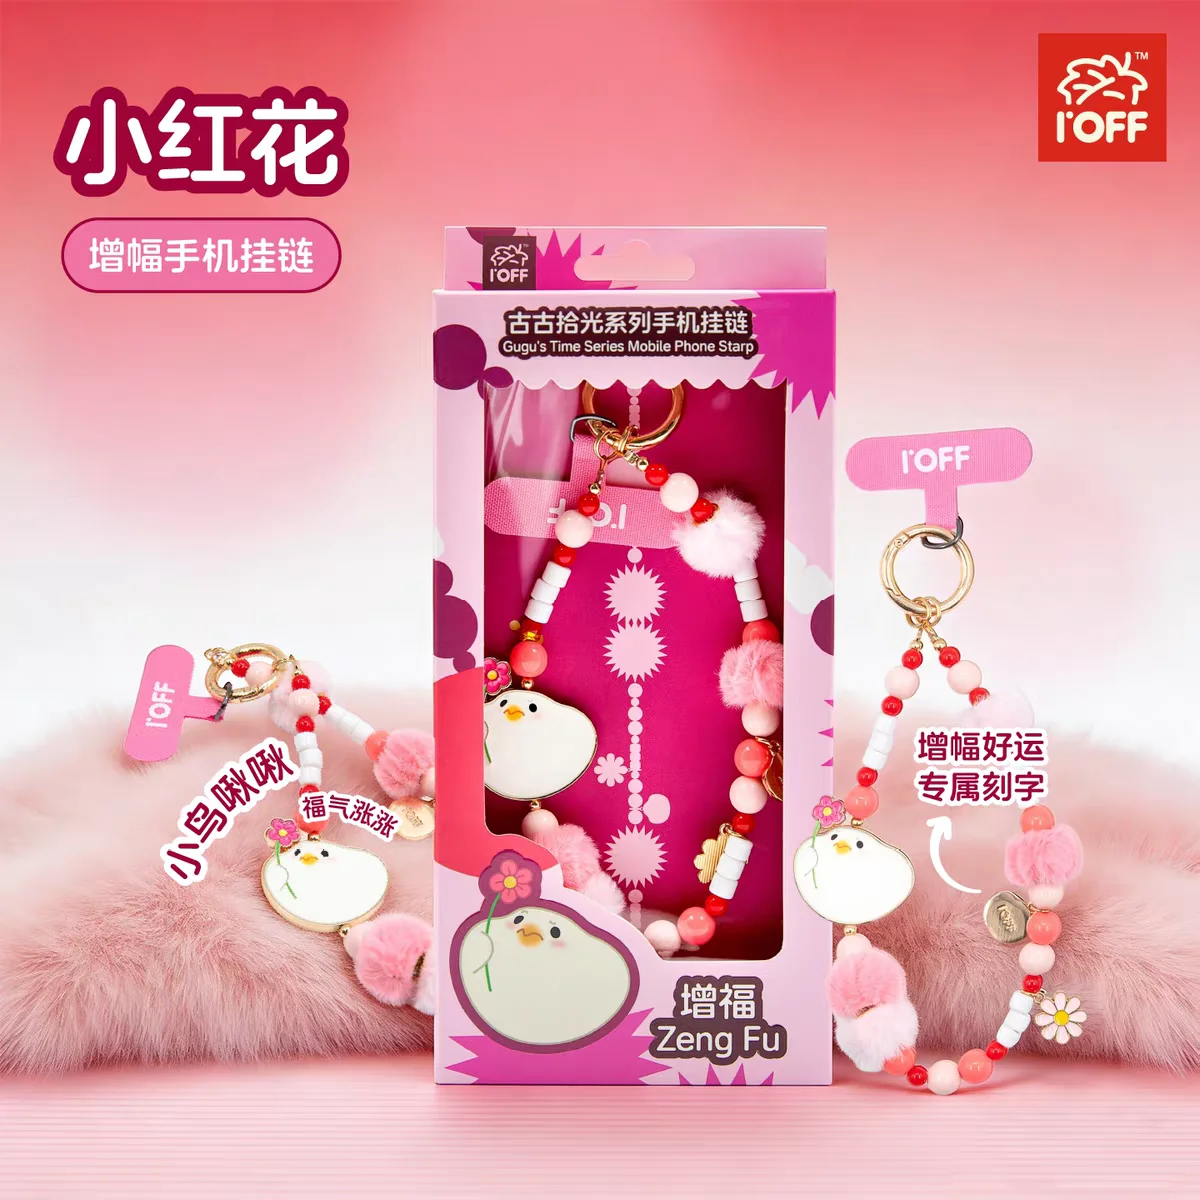 小红花
增幅手机挂链
I'OFF
TM
I'OFF
古古拾光系列手机挂链
Gugu's Time Series Mobile Phone Starp
I'OFF
I'OFF
小鸟啾啾
福气涨涨
增幅好运
专属刻字
增福
Zeng Fu